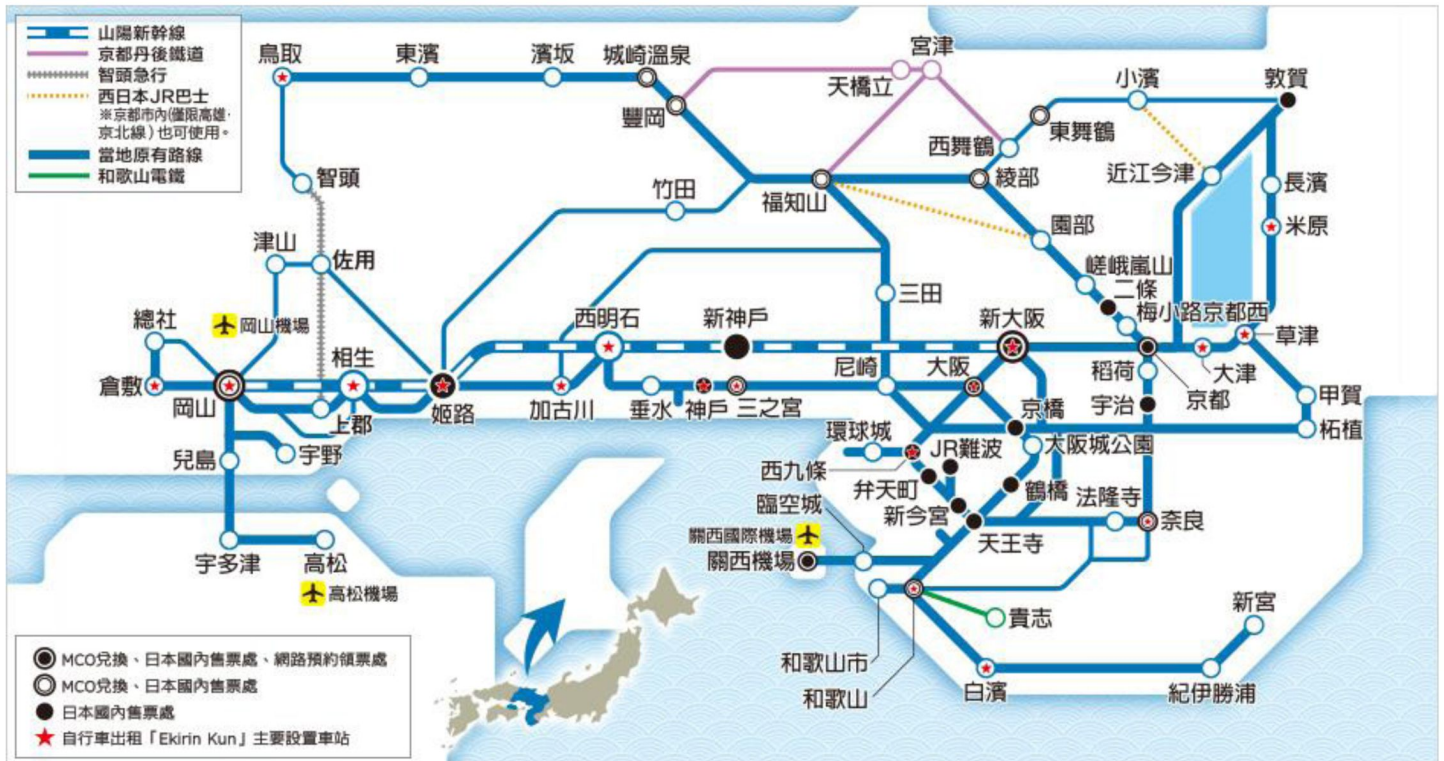 山陽新幹線
京都丹後鐵道
智頭急行
西日本JR巴士
※京都市內(僅限高雄·
京北線）也可使用。
當地原有路線
和歌山電鐵
鳥取
東濱
濱坂
城崎溫泉
豐岡
天橋立
宮津
小濱
敦賀
東舞鶴
西舞鶴
近江今津
長濱
智頭
竹田
福知山
綾部
園部
米原
津山
佐用
嵯峨嵐山
二條
梅小路京都西
三田
總社
岡山機場
相生
西明石
新神戶
新大阪
草津
倉敷
岡山
上郡
姬路
加古川
垂水
神戶
三之宮
尼崎
大阪
稻荷
京都
大津
宇治
甲賀
柘植
京橋
大阪城公園
環球城
JR難波
兒島
宇野
西九條
弁天町
鶴橋
臨空城
新今宮
法隆寺
奈良
天王寺
關西國際機場
關西機場
宇多津
高松
高松機場
貴志
新宮
和歌山市
和歌山
白濱
紀伊勝浦
MCO兌換、日本國內售票處、網路預約領票處
MCO兌換、日本國內售票處
日本國內售票處
自行車出租「Ekirin Kun」主要設置車站